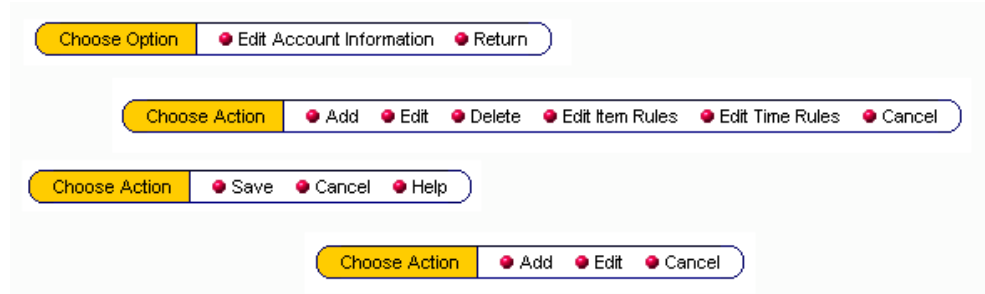 Choose Option Edit Account Information Return
Choose Action Add Edit Delete Edit Item Rules Edit Time Rules Cancel
Choose Action Save Cancel Help
Choose Action Add Edit Cancel